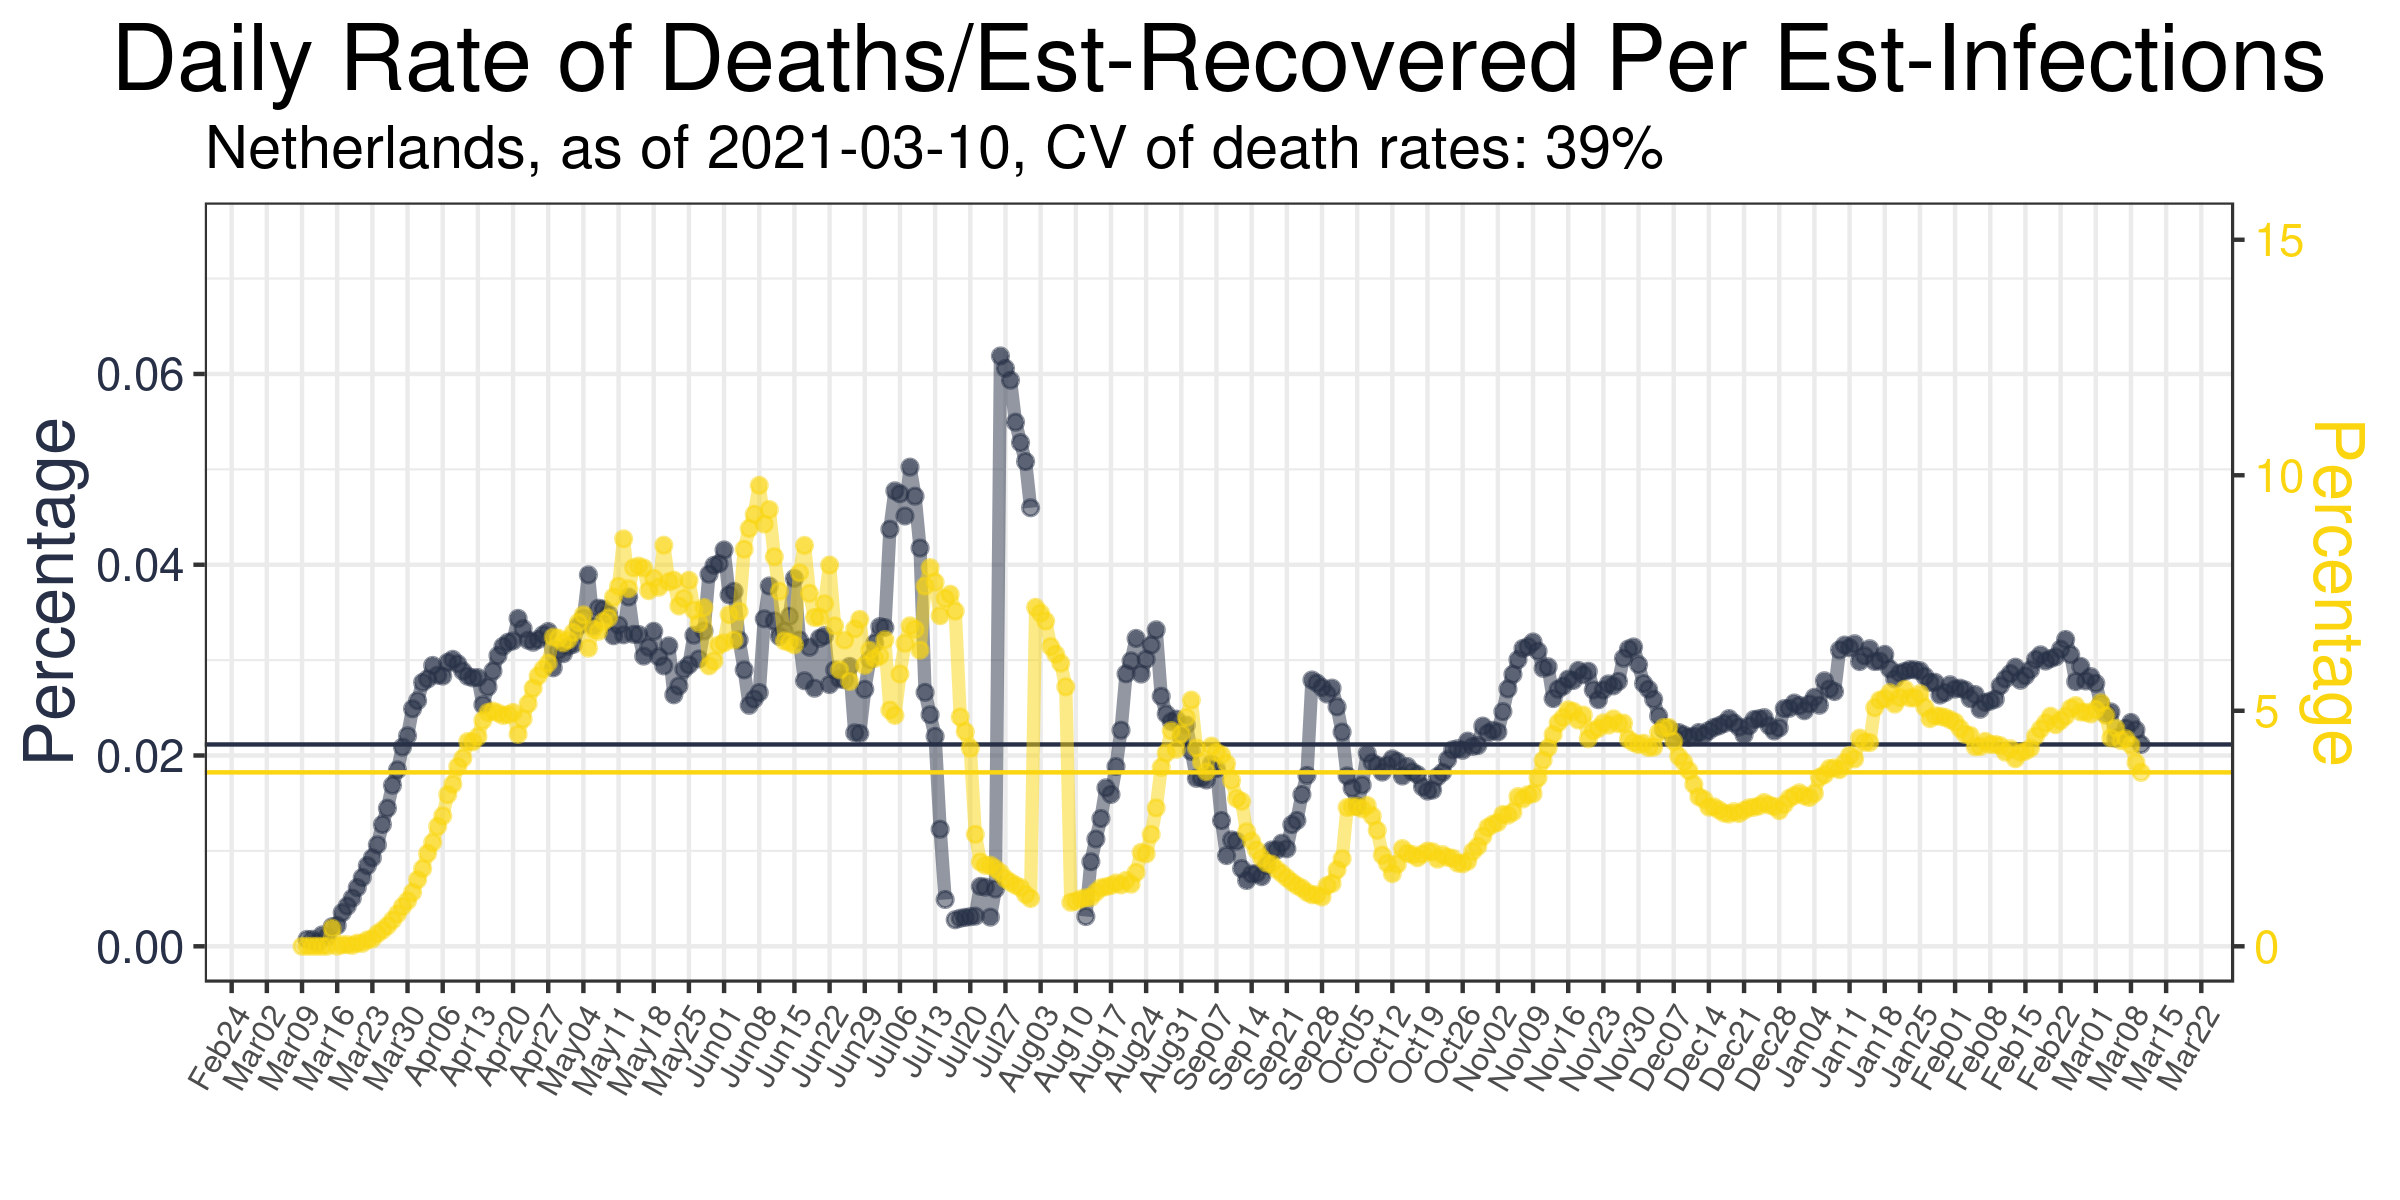 Daily Rate of Deaths/Est-Recovered Per Est-Infections
Netherlands, as of 2021-03-10, CV of death rates: 39%
Percentage
0.06
0.04
0.02
0.00
15
10
5
0
Percentage
Feb24
Mar02
Mar09
Mar16
Mar23
Mar30
Apr06
Apr13
Apr20
Apr27
May04
May11
May18
May25
Jun01
Jun08
Jun15
Jun22
Jun29
Jul06
Jul13
Jul20
Jul27
Aug03
Aug10
Aug17
Aug24
Aug31
Sep07
Sep14
Sep21
Sep28
Oct05
Oct12
Oct19
Oct26
Nov02
Nov09
Nov16
Nov23
Nov30
Dec07
Dec14
Dec21
Dec28
Jan04
Jan11
Jan18
Jan25
Feb01
Feb08
Feb15
Feb22
Mar01
Mar08
Mar15
Mar22